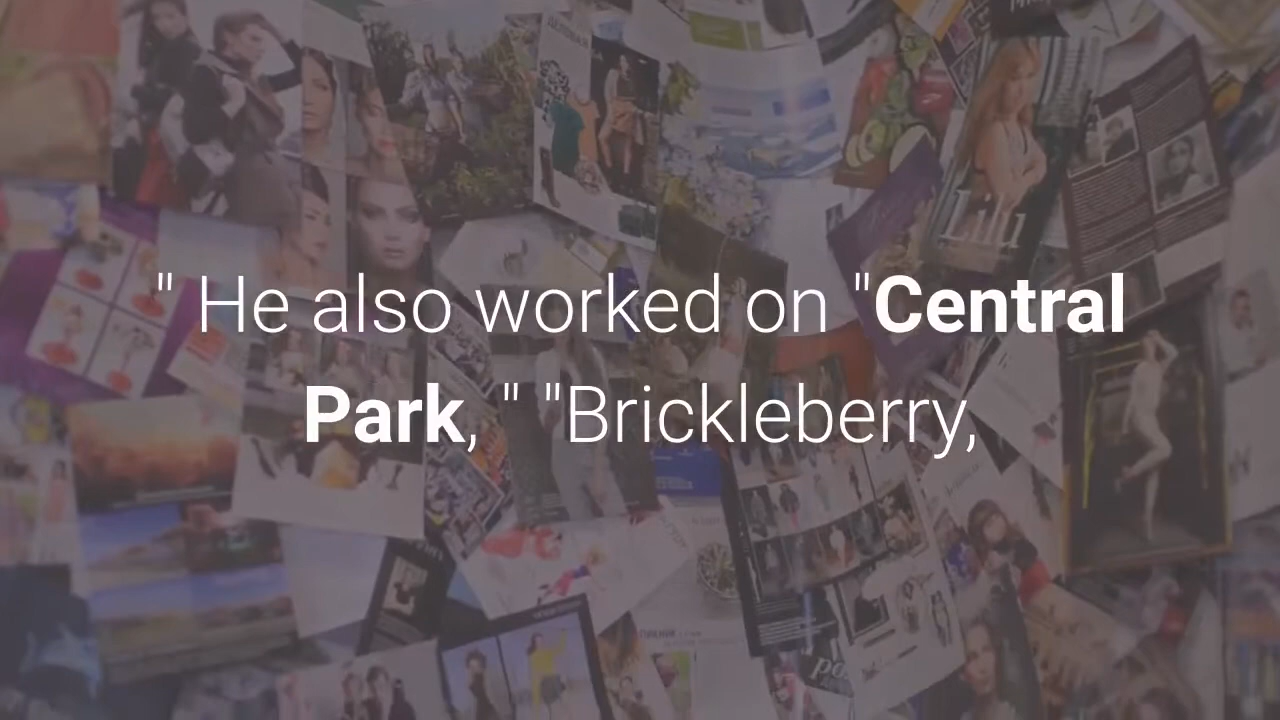 " He also worked on "Central
Park, " "Brickleberry,